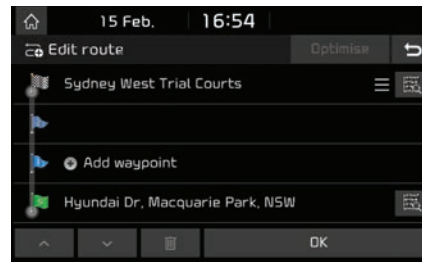 15 Feb. 16:54
Edit route Optimise
Sydney West Trial Courts
Add waypoint
Hyundai Dr, Macquarie Park, NSW
OK